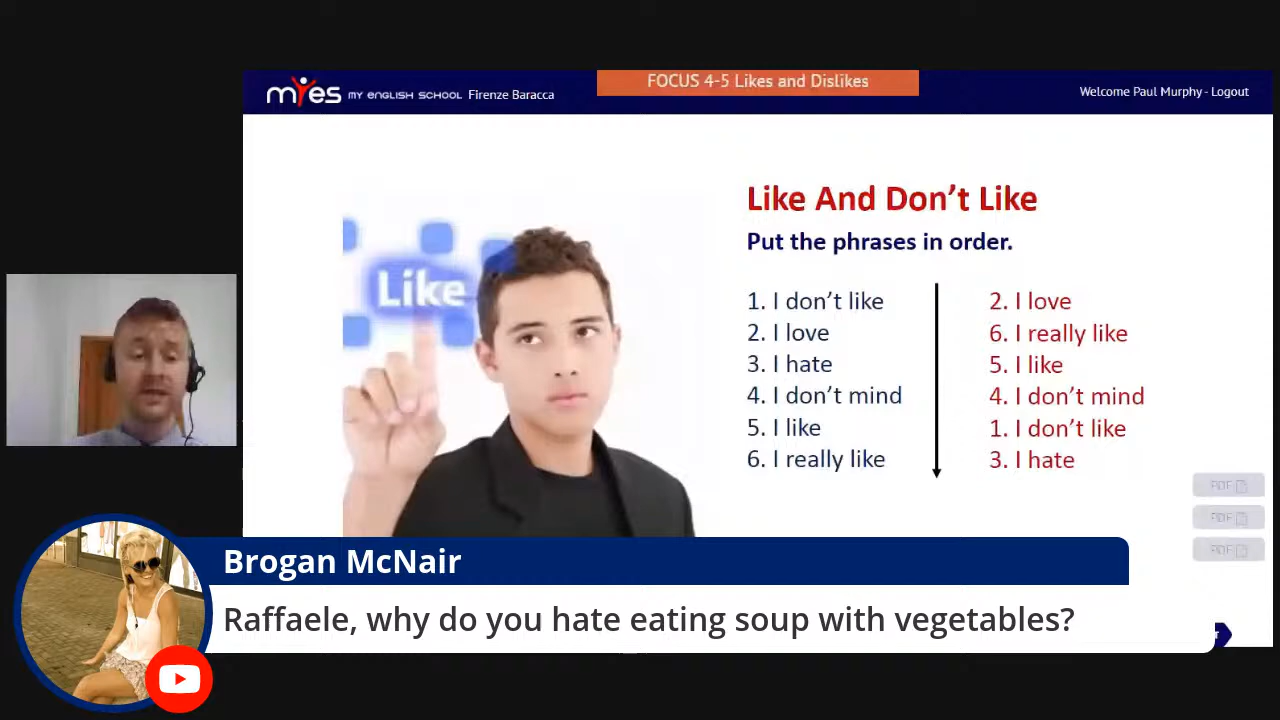 myes MY ENGLISH SCHOOL Firenze Baracca
FOCUS 4-5 Likes and Dislikes
Welcome Paul Murphy - Logout
Like
Like And Don’t Like
Put the phrases in order.
1. I don’t like
2. I love
3. I hate
4. I don’t mind
5. I like
6. I really like
2. I love
6. I really like
5. I like
4. I don’t mind
1. I don’t like
3. I hate
PDF
PDF
PDF
Brogan McNair
Raffaele, why do you hate eating soup with vegetables?